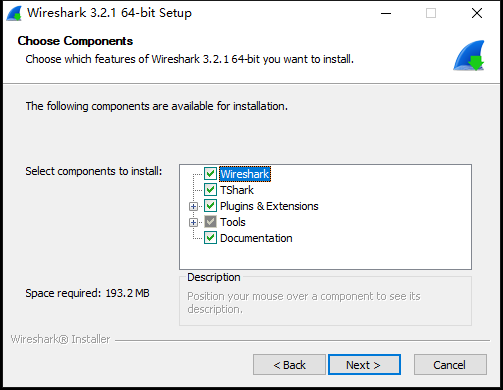 Wireshark 3.2.1 64-bit Setup
Choose Components
Choose which features of Wireshark 3.2.1 64-bit you want to install.
The following components are available for installation.
Select components to install:
Wireshark
TShark
Plugins & Extensions
Tools
Documentation
Space required: 193.2 MB
Description
Position your mouse over a component to see its
description.
Wireshark® Installer
< Back
Next >
Cancel